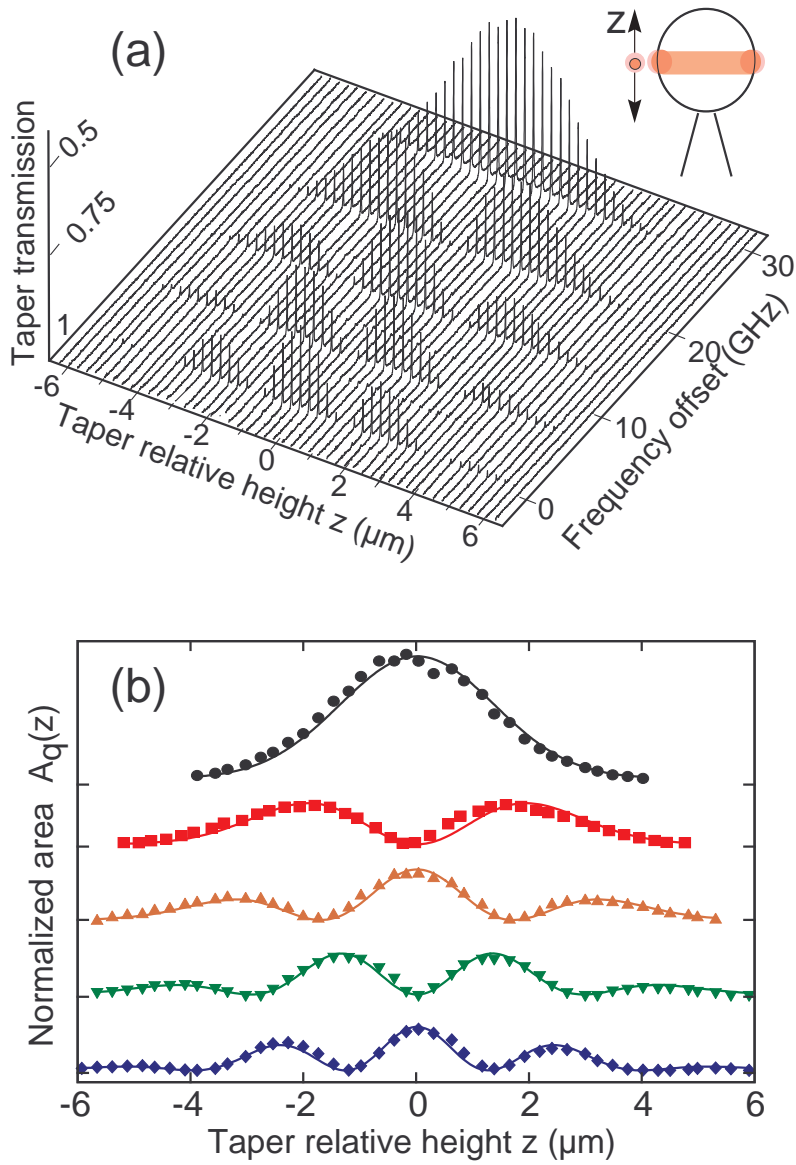 (a)
Z
Taper transmission
0.5
0.75
1
-6
-4
-2
0
2
4
6
Taper relative height z (µm)
0
10
20
30
Frequency offset (GHz)
(b)
Normalized area Aq(z)
-6
-4
-2
0
2
4
6
Taper relative height z (µm)